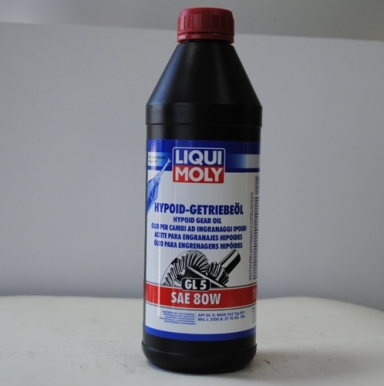 LIQUI
MOLY
HYPOID-GETRIEBEÖL
HYPOID GEAR OIL
OLIO PER CAMBI AD INGRANAGGI IPOIDI
ACEITE PARA ENGRANAJES HIPOIDES
ÓLEO PARA ENGRENAGENS HIPÓIDES
GL 5
SAE 80W